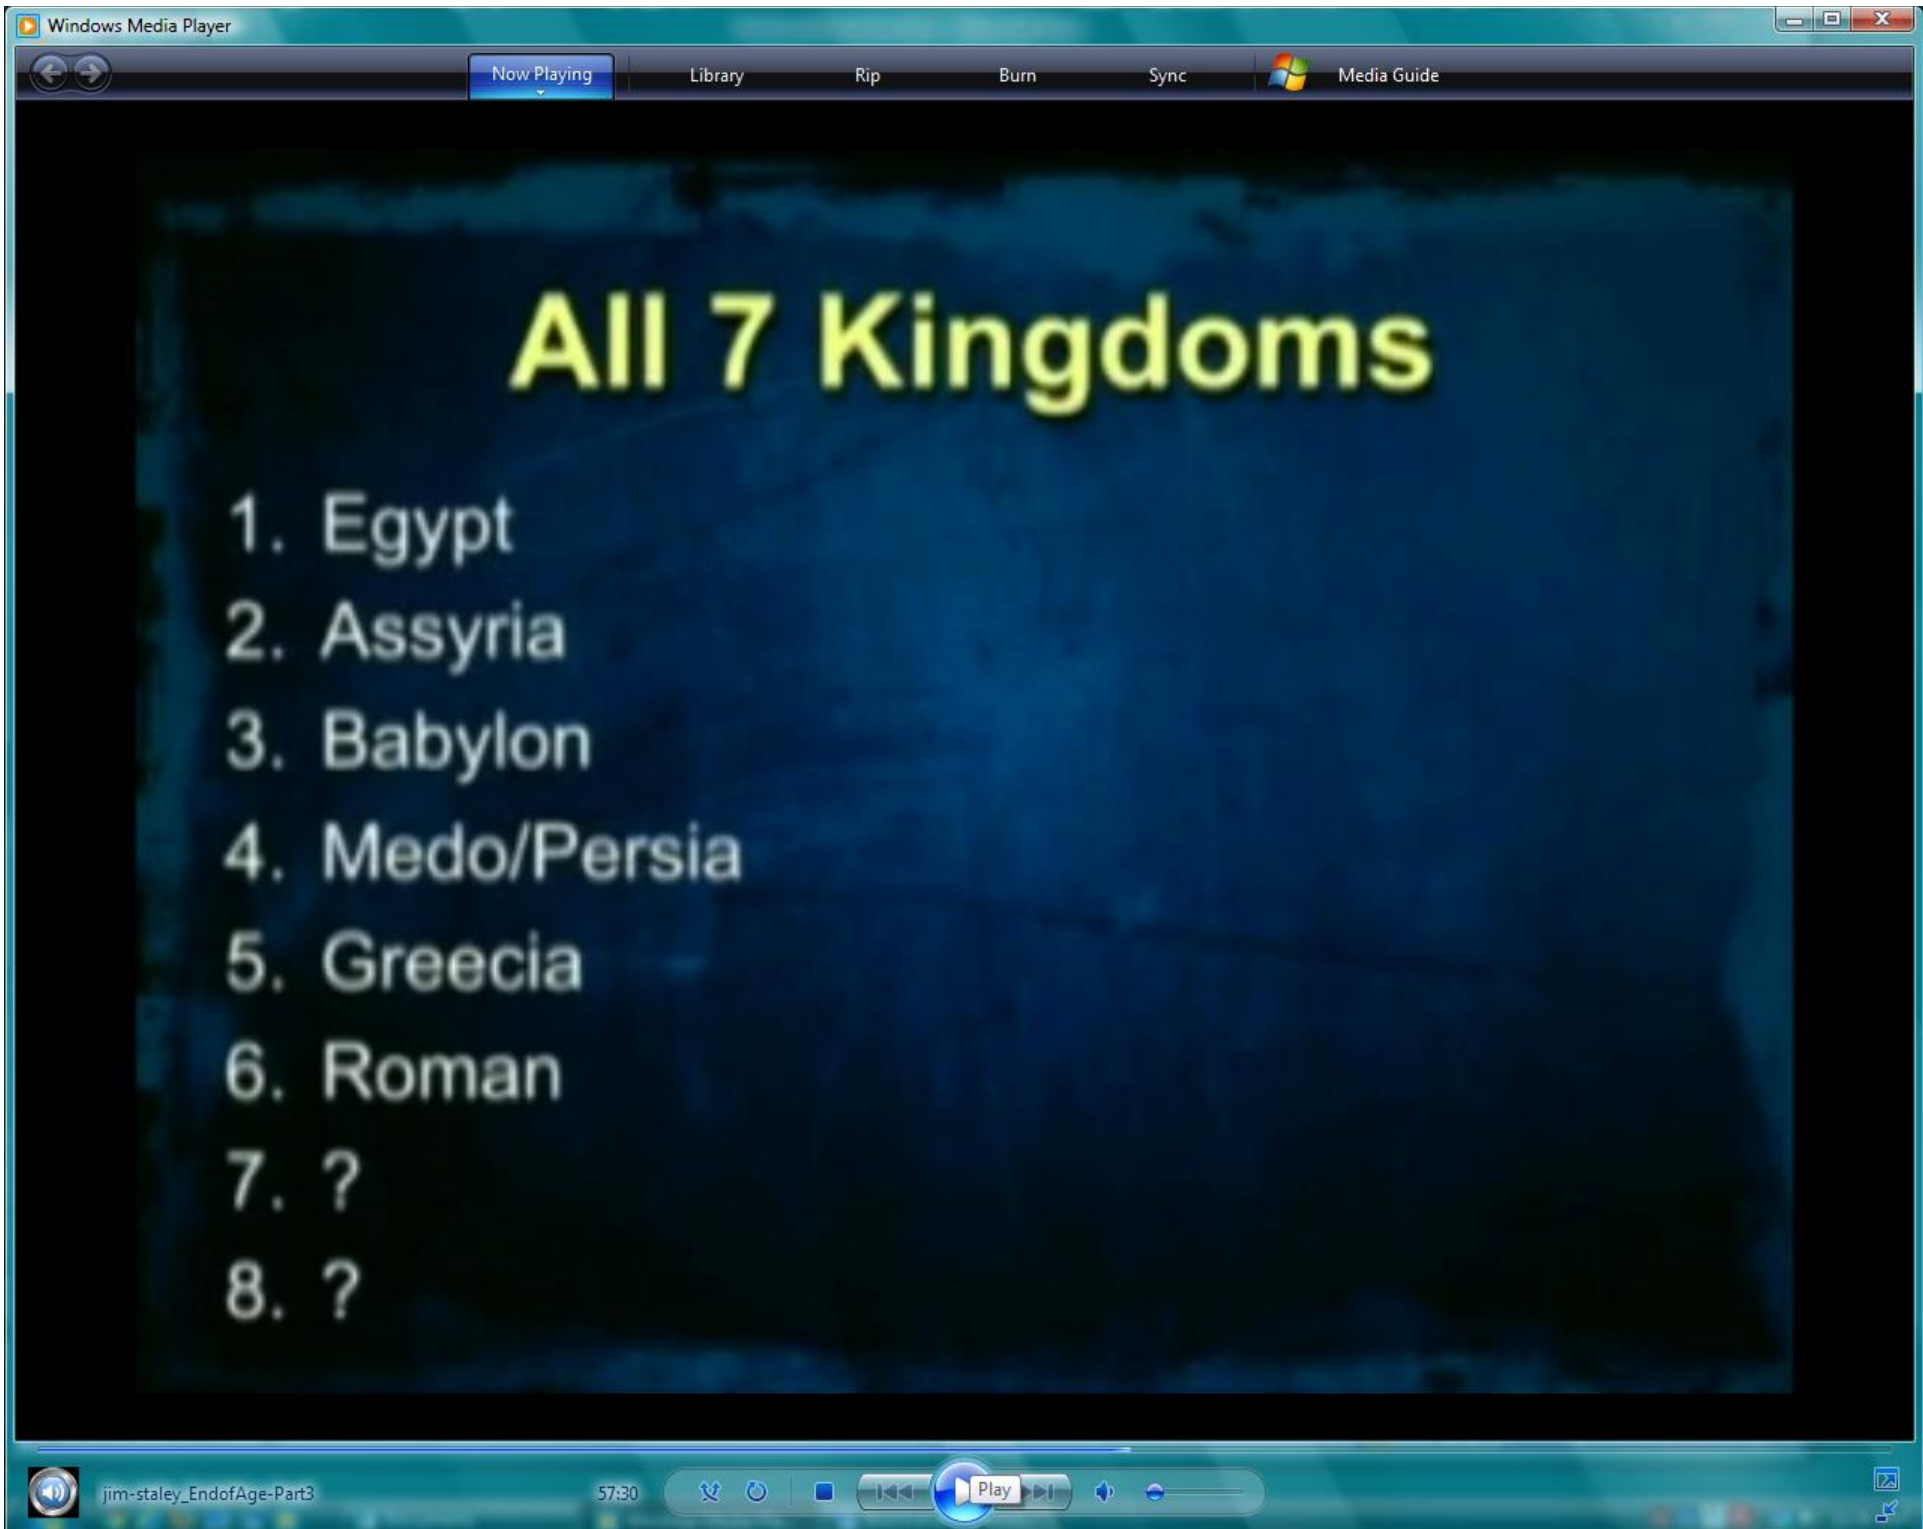 Windows Media Player
Now Playing
Library
Rip
Burn
Sync
Media Guide
All 7 Kingdoms
1. Egypt
2. Assyria
3. Babylon
4. Medo/Persia
5. Greecia
6. Roman
7. ?
8. ?
jim-staley_EndofAge-Part3
57:30
Play